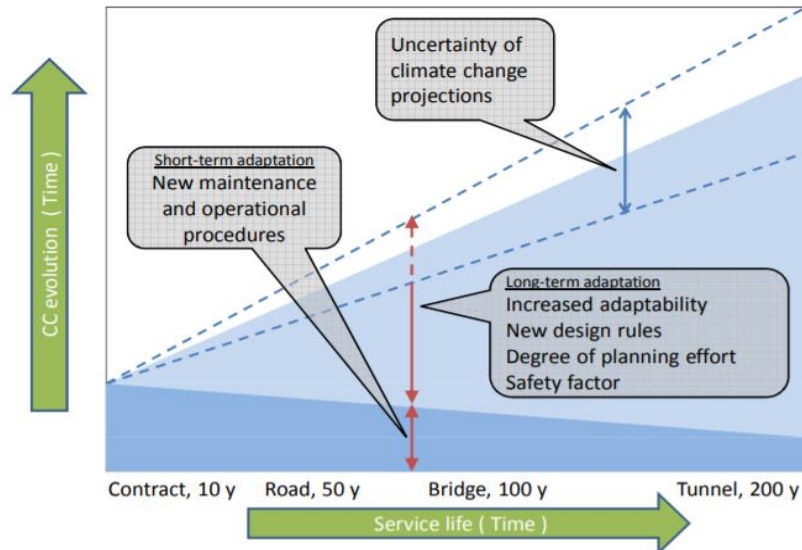 Uncertainty of
climate change
projections
Short-term adaptation
New maintenance
and operational
procedures
CC evolution ( Time )
Long-term adaptation
Increased adaptability
New design rules
Degree of planning effort
Safety factor
Contract, 10 y Road, 50 y Bridge, 100 y Tunnel, 200 y
Service life ( Time )